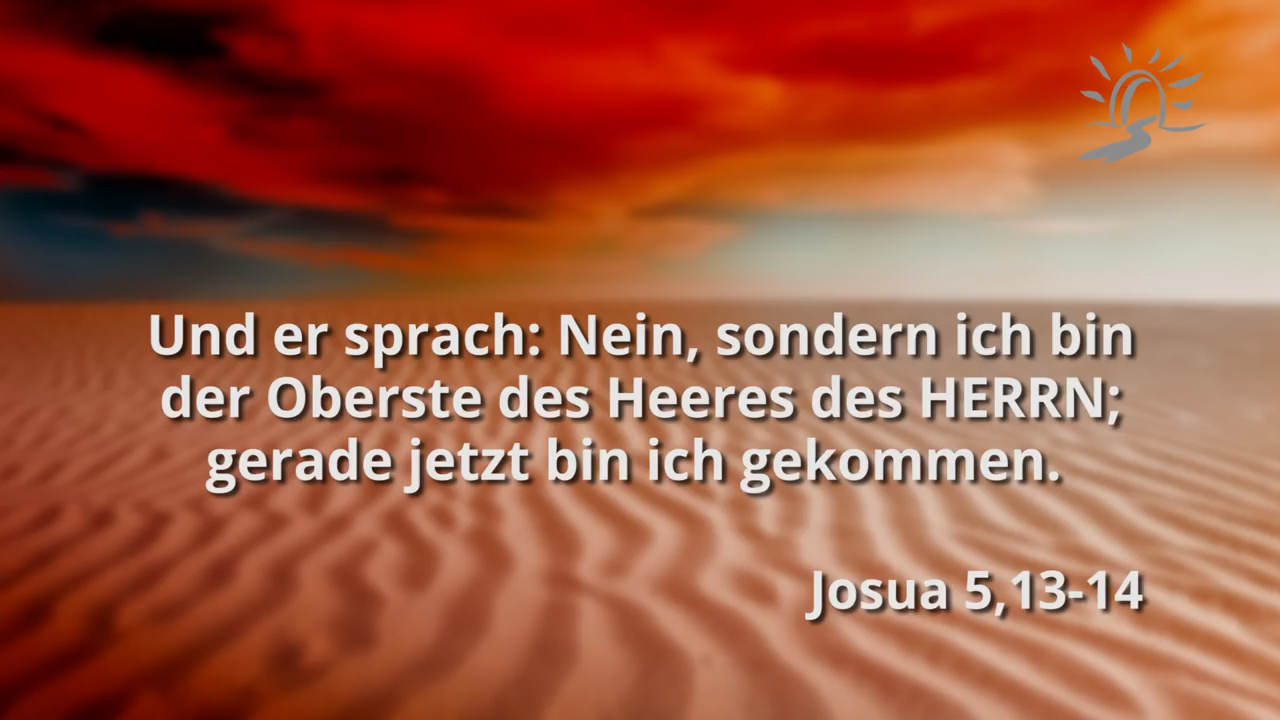 Und er sprach: Nein, sondern ich bin
der Oberste des Heeres des HERRN;
gerade jetzt bin ich gekommen.
Josua 5,13-14